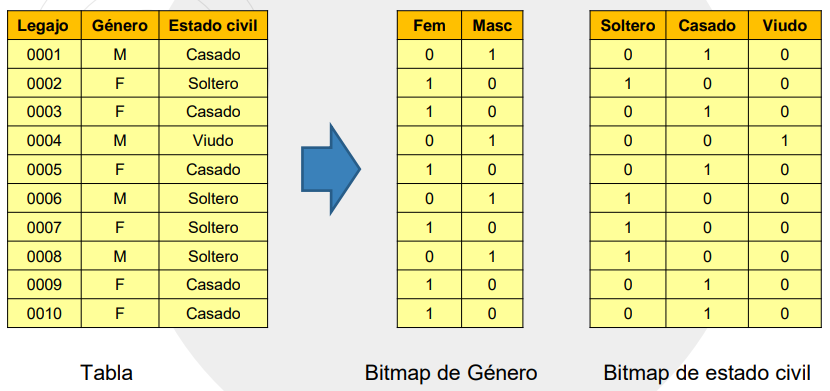 Legajo Género Estado civil Fem Masc Soltero Casado Viudo
0001 M Casado 0 1 0 1 0
0002 F Soltero 1 0 1 0 0
0003 F Casado 1 0 0 1 0
0004 M Viudo 0 1 0 0 1
0005 F Casado 1 0 0 1 0
0006 M Soltero 0 1 1 0 0
0007 F Soltero 1 0 1 0 0
0008 M Soltero 0 1 1 0 0
0009 F Casado 1 0 0 1 0
0010 F Casado 1 0 0 1 0
Tabla Bitmap de Género Bitmap de estado civil